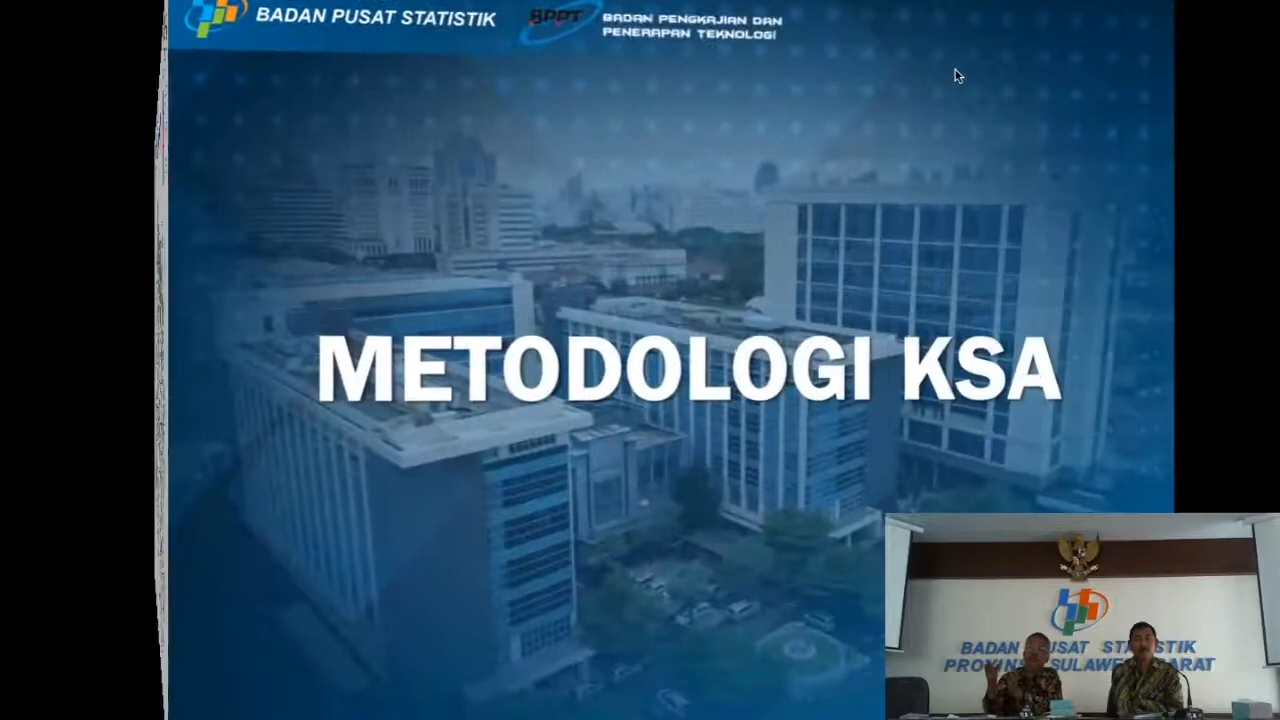 BADAN PUSAT STATISTIK
BPPT
BADAN PENGKAJIAN DAN
PENERAPAN TEKNOLOGI
METODOLOGI KSA
BADAN PUSAT STATISTIK
PROVINSI SULAWESI BARAT